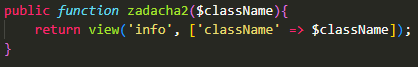 public function zadacha2($className){
    return view('info', ['className' => $className]);
}